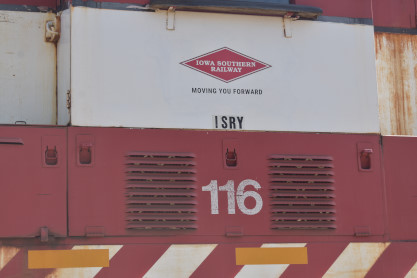 IOWA SOUTHERN
RAILWAY
MOVING YOU FORWARD
ISRY
116